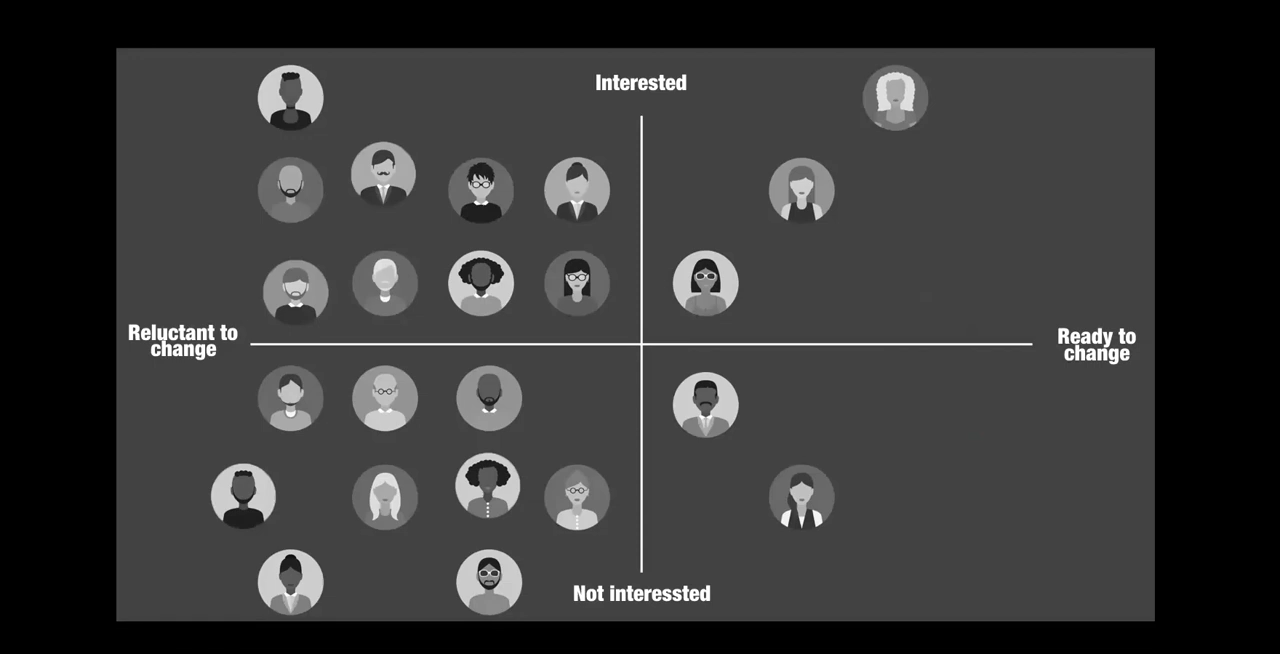 Interested
Reluctant to
change
Ready to
change
Not interessted